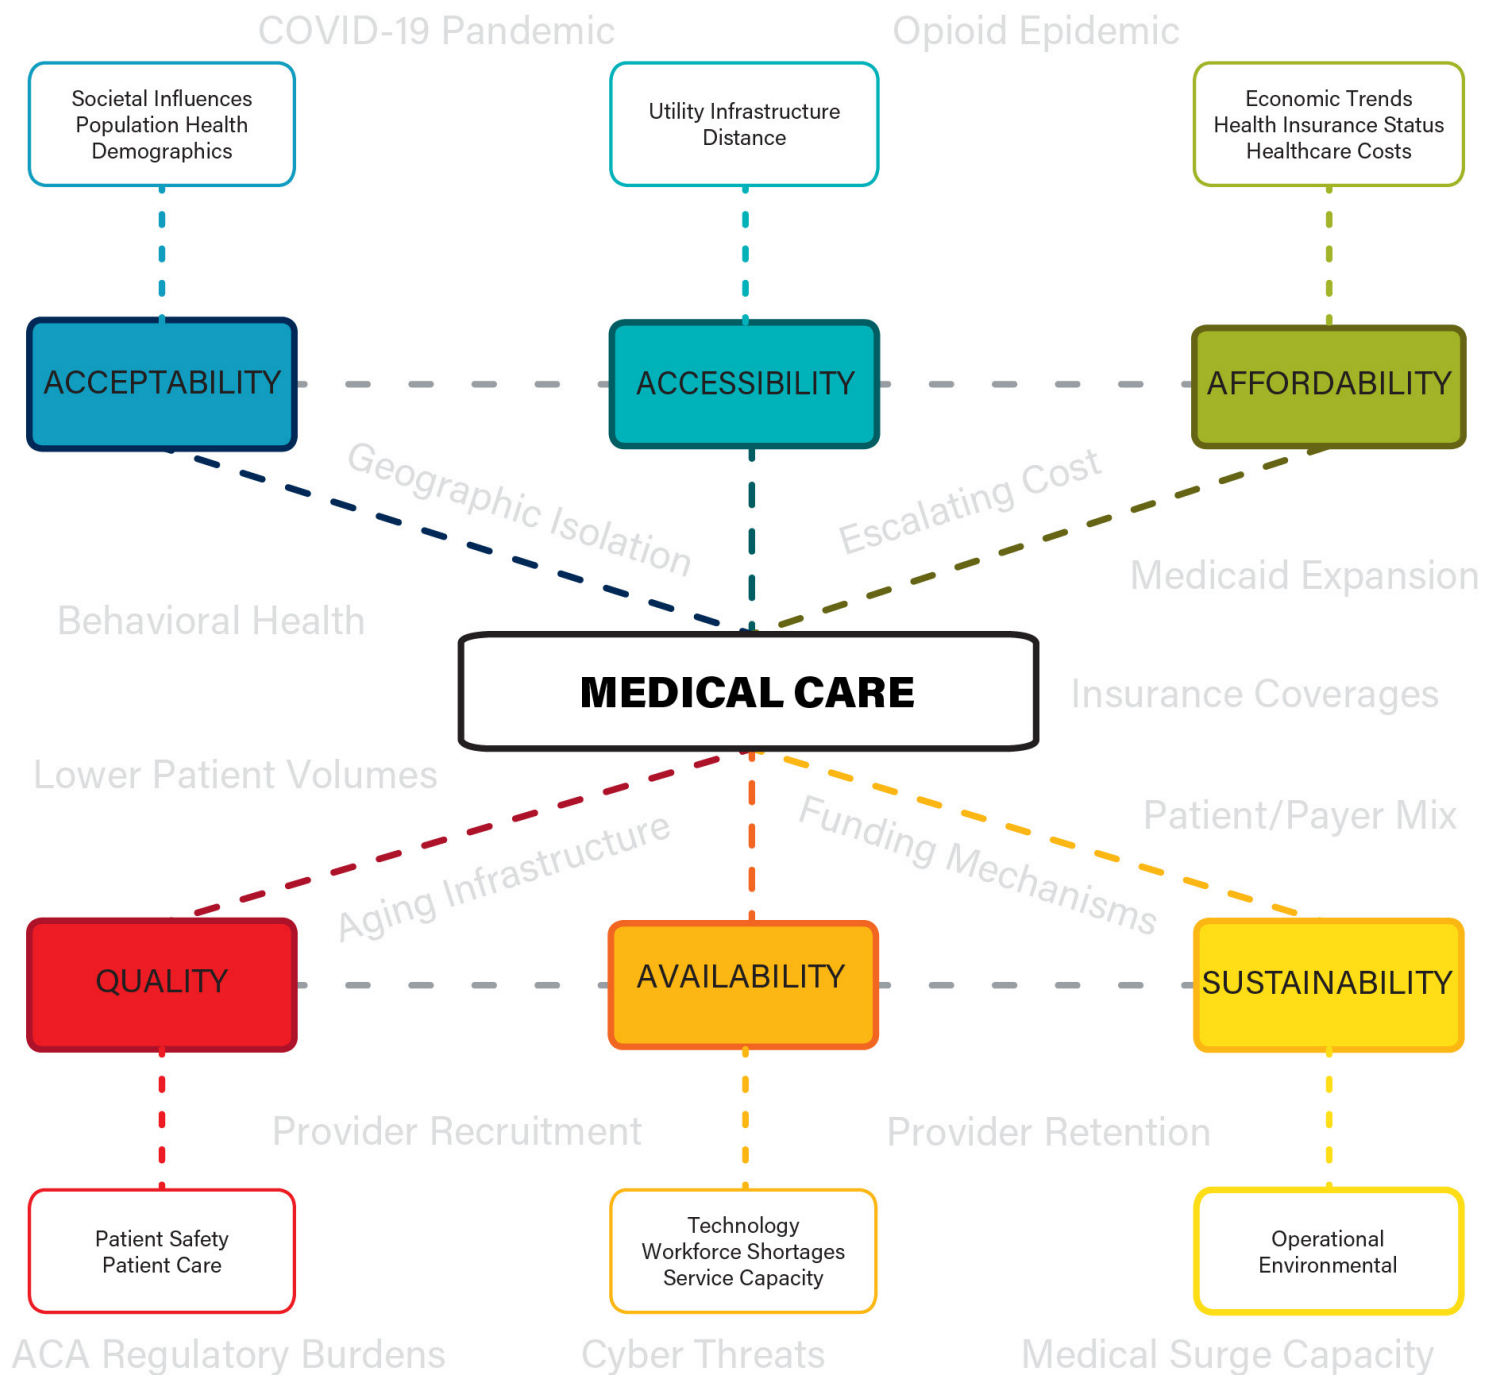 COVID-19 Pandemic
Opioid Epidemic
Societal Influences
Population Health
Demographics
Utility Infrastructure
Distance
Economic Trends
Health Insurance Status
Healthcare Costs
ACCEPTABILITY
ACCESSIBILITY
AFFORDABILITY
Geographic Isolation
Escalating Cost
Medicaid Expansion
Behavioral Health
MEDICAL CARE
Insurance Coverages
Lower Patient Volumes
Patient/Payer Mix
Aging Infrastructure
Funding Mechanisms
QUALITY
AVAILABILITY
SUSTAINABILITY
Provider Recruitment
Provider Retention
Patient Safety
Patient Care
Technology
Workforce Shortages
Service Capacity
Operational
Environmental
ACA Regulatory Burdens
Cyber Threats
Medical Surge Capacity